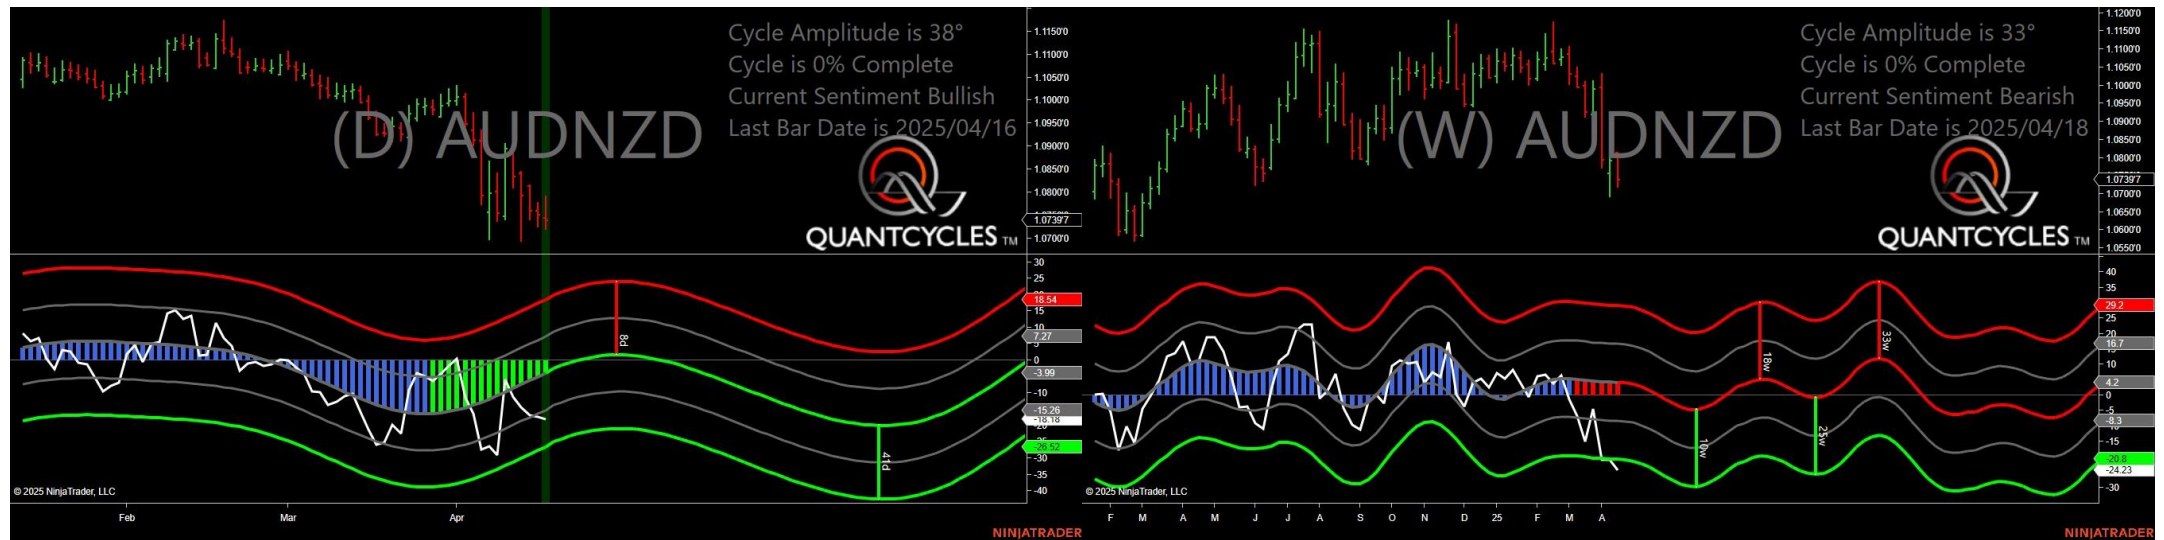 Cycle Amplitude is 38°
Cycle is 0% Complete
Current Sentiment Bullish
Last Bar Date is 2025/04/16
(D) AUDNZD
QUANTCYCLES TM
1.1150'0
1.1100'0
1.1050'0
1.1000'0
1.0950'0
1.0900'0
1.0850'0
1.0800'0
1.0739'7
1.0700'0
30
25
18.54
15
10
7.27
0
-3.99
-10
-15.26
-18.18
-26.52
-30
-35
-40
8d
41d
© 2025 NinjaTrader, LLC
Feb Mar Apr
NINJATRADER
Cycle Amplitude is 33°
Cycle is 0% Complete
Current Sentiment Bearish
Last Bar Date is 2025/04/18
(W) AUDNZD
QUANTCYCLES TM
1.1200'0
1.1150'0
1.1100'0
1.1050'0
1.1000'0
1.0950'0
1.0900'0
1.0850'0
1.0800'0
1.0739'7
1.0700'0
1.0650'0
1.0600'0
1.0550'0
40
35
29.2
25
20
16.7
10
4.2
0
-5
-8.3
-15
-20.8
-24.23
-30
18w
33w
10w
25w
© 2025 NinjaTrader, LLC
F M A M J J A S O N D 25 F M A
NINJATRADER